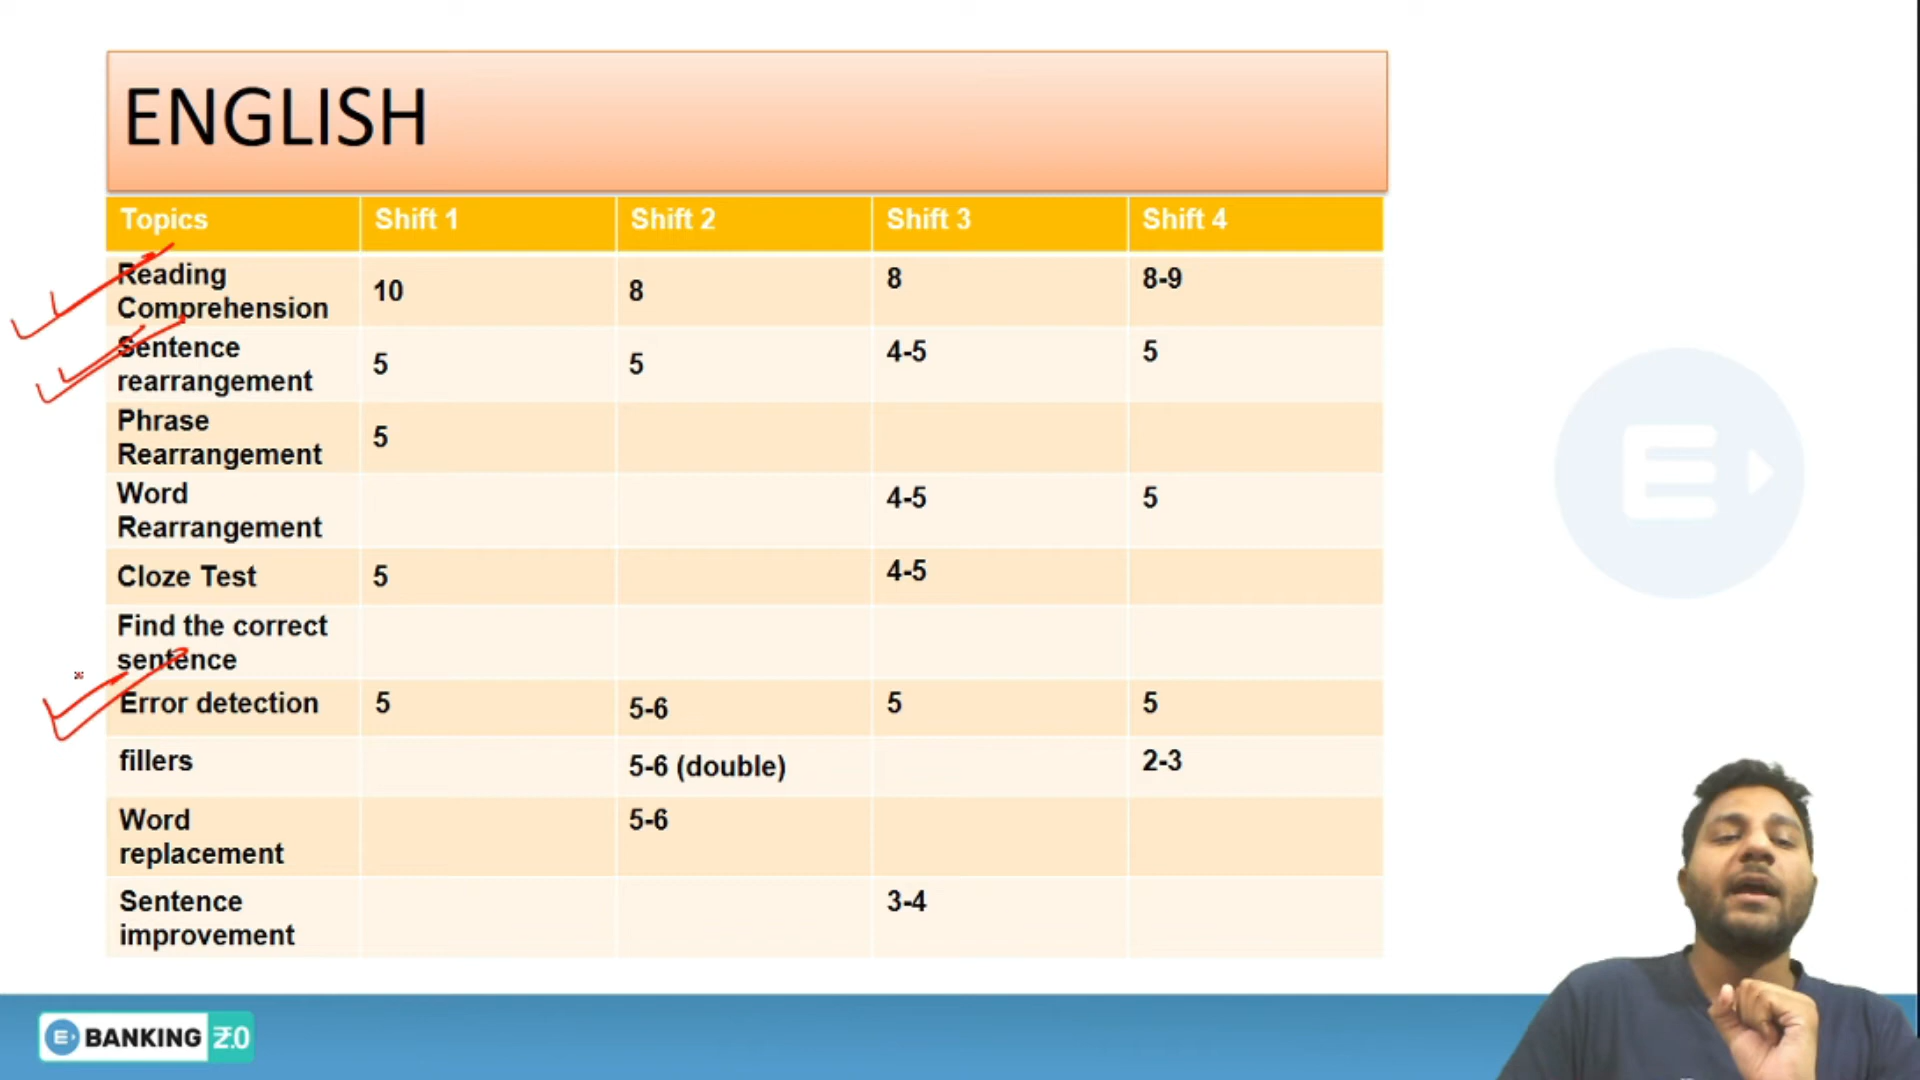 ENGLISH
Topics Shift 1 Shift 2 Shift 3 Shift 4
Reading
Comprehension 10 8 8 8-9
Sentence
rearrangement 5 5 4-5 5
Phrase
Rearrangement 5
Word
Rearrangement 4-5 5
Cloze Test 5 4-5
Find the correct
sentence
Error detection 5 5-6 5 5
fillers 5-6 (double) 2-3
Word
replacement 5-6
Sentence
improvement 3-4
E
E BANKING 2.0